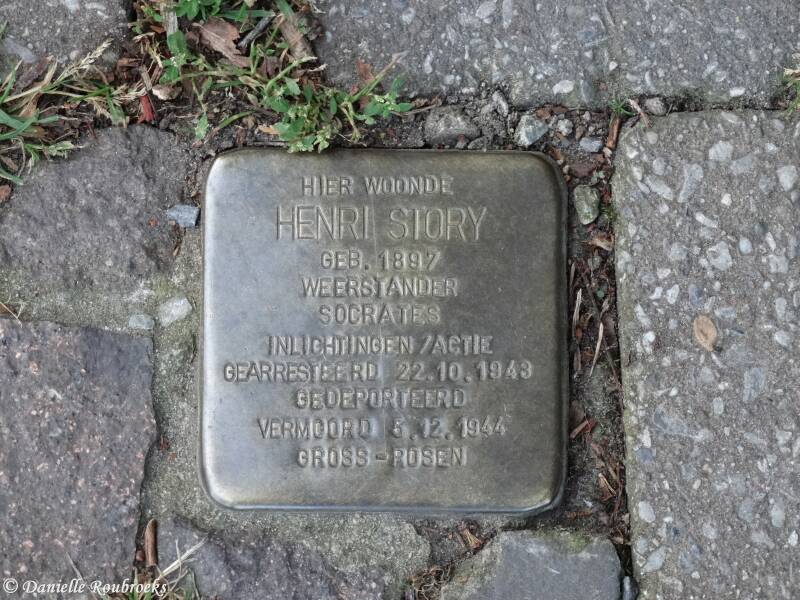 HIER WOONDE
HENRI STORY
GEB. 1897
WEERSTANDER
SOCRATES
INLICHTINGEN/ACTIE
GEARRESTEERD 22.10.1943
GEDEPORTEERD
VERMOORD 5.12.1944
GROSS-ROSEN
© Danielle Roubroeks